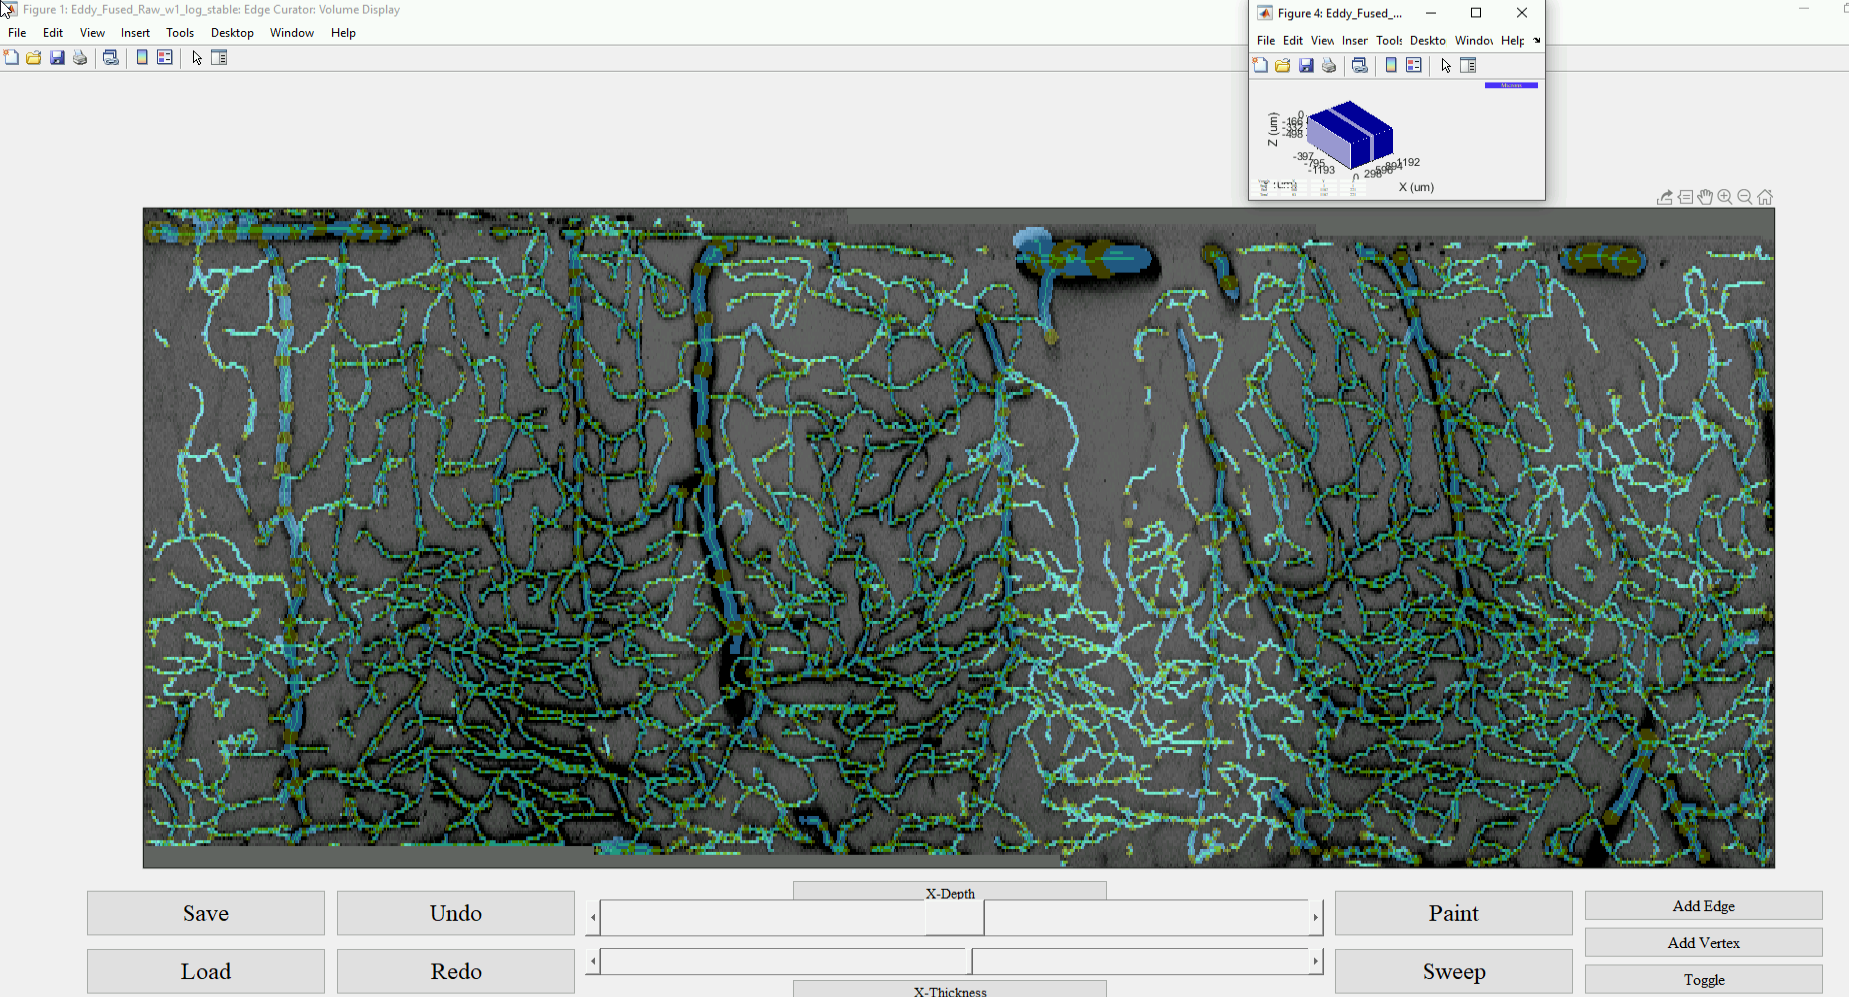 Figure 1: Eddy_Fused_Raw_w1_log_stable: Edge Curator: Volume Display
File Edit View Insert Tools Desktop Window Help
Figure 4: Eddy_Fused_...
File Edit View Inser Tools Deskto Window Help
Microns
Z (um)
0
-166
-332
-498
-397
-795
-1193
0
298
596
894
1192
X (um)
Save
Undo
X-Depth
Paint
Add Edge
Add Vertex
Load
Redo
Sweep
Toggle
X-Thickness